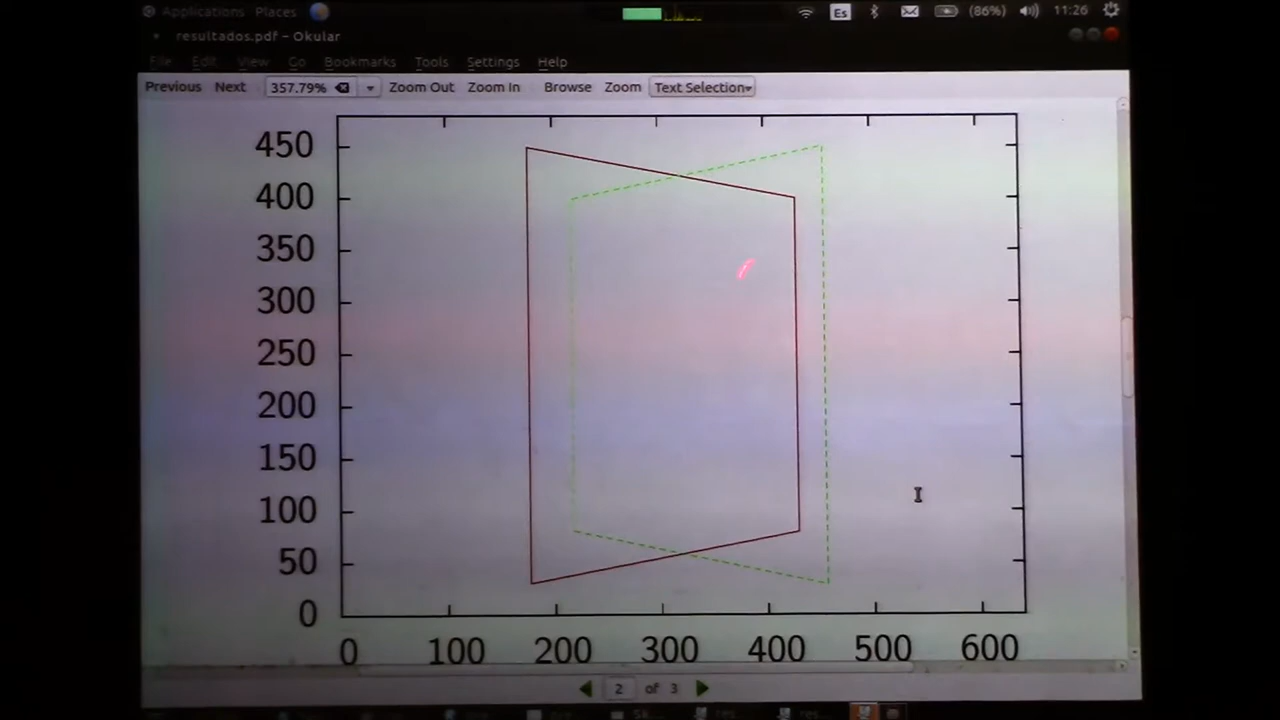 Applications Places Es (86%) 11:26
resultados.pdf – Okular
File Edit View Go Bookmarks Tools Settings Help
Previous Next 357.79% Zoom Out Zoom In Browse Zoom Text Selection
450
400
350
300
250
200
150
100
50
0
0 100 200 300 400 500 600
2 of 3